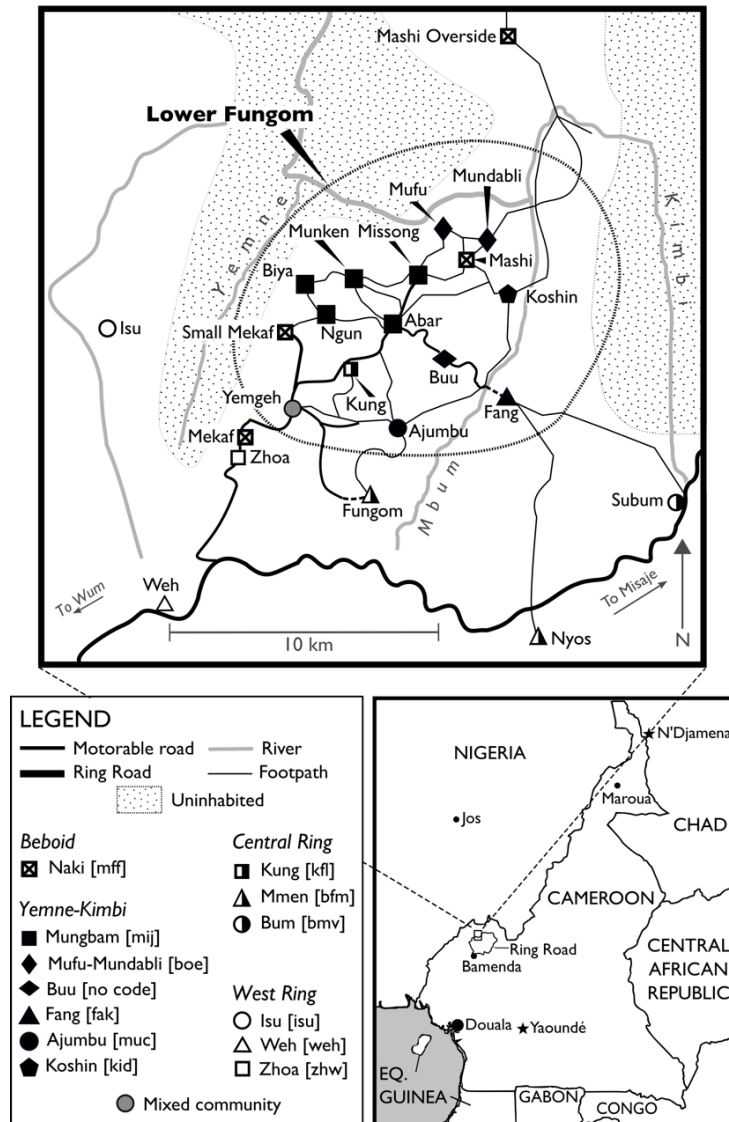 Mashi Overside
Lower Fungom
Mundabli
Mufu
Munken
Missong
Mashi
Biya
Yemne
Kimbi
Koshin
Isu
Small Mekaf
Ngun
Abar
Buu
Kung
Yemgeh
Fang
Ajumbu
Mekaf
Zhoa
Mbum
Fungom
Subum
Weh
To Wum
To Misaje
10 km
Nyos
N
LEGEND
Motorable road
River
Ring Road
Footpath
Uninhabited
Beboid
Naki [mff]
Yemne-Kimbi
Mungbam [mij]
Mufu-Mundabli [boe]
Buu [no code]
Fang [fak]
Ajumbu [muc]
Koshin [kid]
Central Ring
Kung [kfl]
Mmen [bfm]
Bum [bmv]
West Ring
Isu [isu]
Weh [weh]
Zhoa [zhw]
Mixed community
N'Djamena
NIGERIA
Maroua
Jos
CHAD
CAMEROON
Ring Road
Bamenda
CENTRAL
AFRICAN
REPUBLIC
Douala
Yaoundé
EQ.
GUINEA
GABON
CONGO